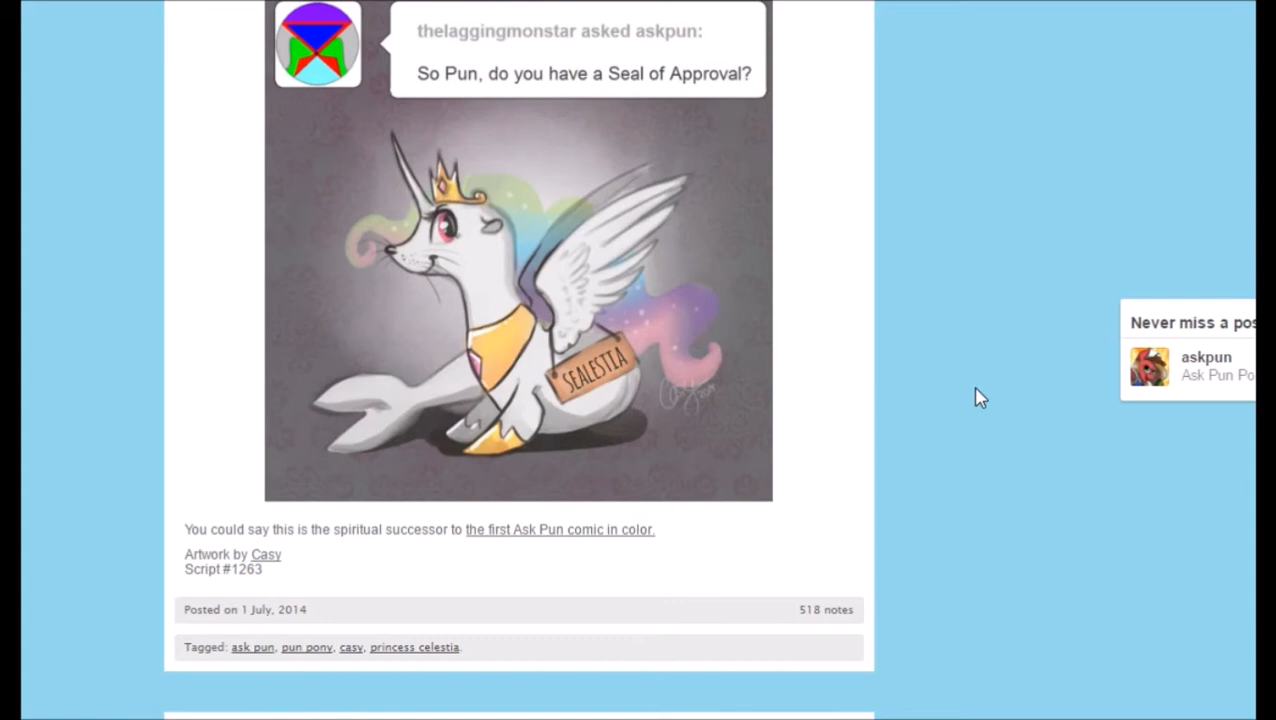 thelaggingmonstar asked askpun:
So Pun, do you have a Seal of Approval?
SEALESTIA
Never miss a pos
askpun
Ask Pun Po
You could say this is the spiritual successor to the first Ask Pun comic in color.
Artwork by Casy
Script #1263
Posted on 1 July, 2014 518 notes
Tagged: ask pun, pun pony, casy, princess celestia.